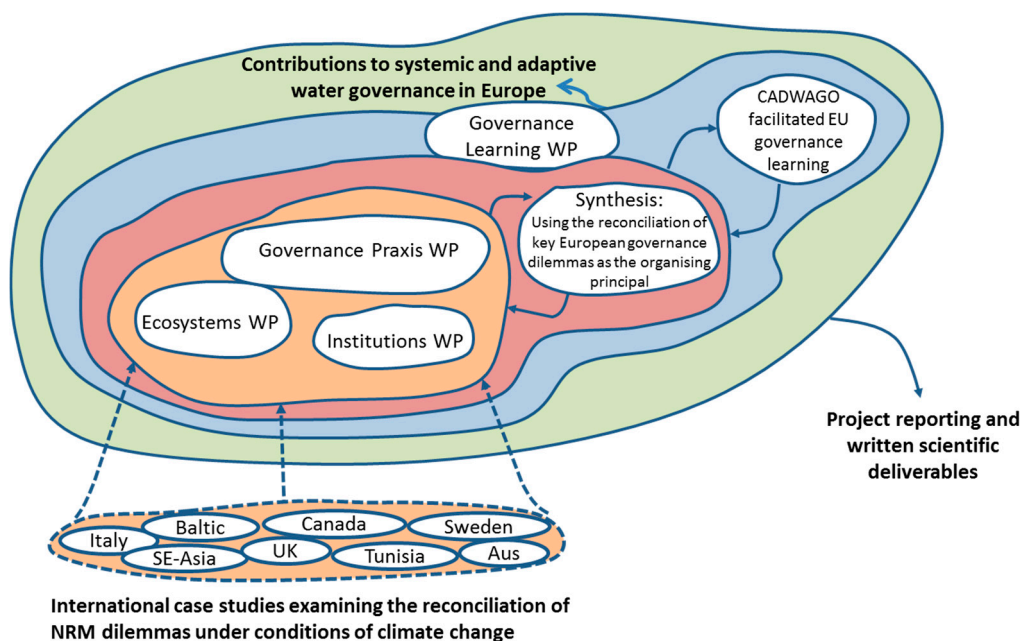 Contributions to systemic and adaptive
water governance in Europe
CADWAGO
facilitated EU
governance
learning
Governance
Learning WP
Synthesis:
Using the reconciliation of
key European governance
dilemmas as the organising
principal
Governance Praxis WP
Ecosystems WP
Institutions WP
Project reporting and
written scientific
deliverables
Italy
Baltic
Canada
Sweden
SE-Asia
UK
Tunisia
Aus
International case studies examining the reconciliation of
NRM dilemmas under conditions of climate change